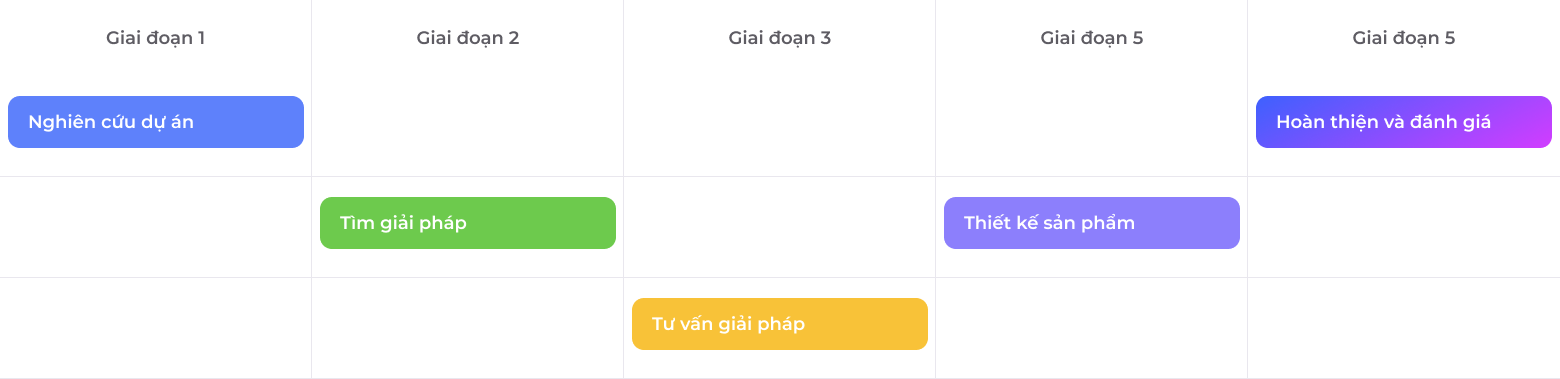 Giai đoạn 1
Giai đoạn 2
Giai đoạn 3
Giai đoạn 5
Giai đoạn 5
Nghiên cứu dự án
Hoàn thiện và đánh giá
Tìm giải pháp
Thiết kế sản phẩm
Tư vấn giải pháp